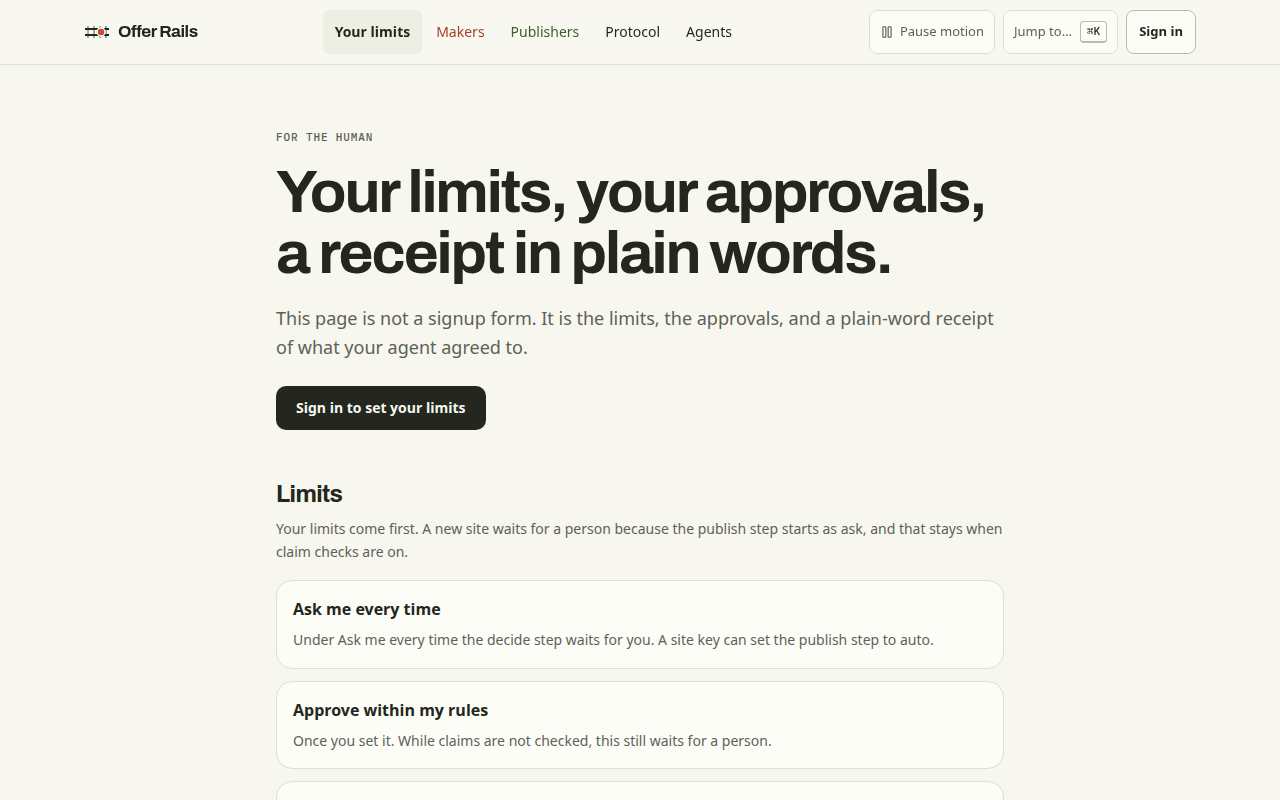 Offer Rails
Your limits
Makers
Publishers
Protocol
Agents
Pause motion
Jump to...
⌘K
Sign in
FOR THE HUMAN
Your limits, your approvals,
a receipt in plain words.
This page is not a signup form. It is the limits, the approvals, and a plain-word receipt
of what your agent agreed to.
Sign in to set your limits
Limits
Your limits come first. A new site waits for a person because the publish step starts as ask, and that stays when
claim checks are on.
Ask me every time
Under Ask me every time the decide step waits for you. A site key can set the publish step to auto.
Approve within my rules
Once you set it. While claims are not checked, this still waits for a person.